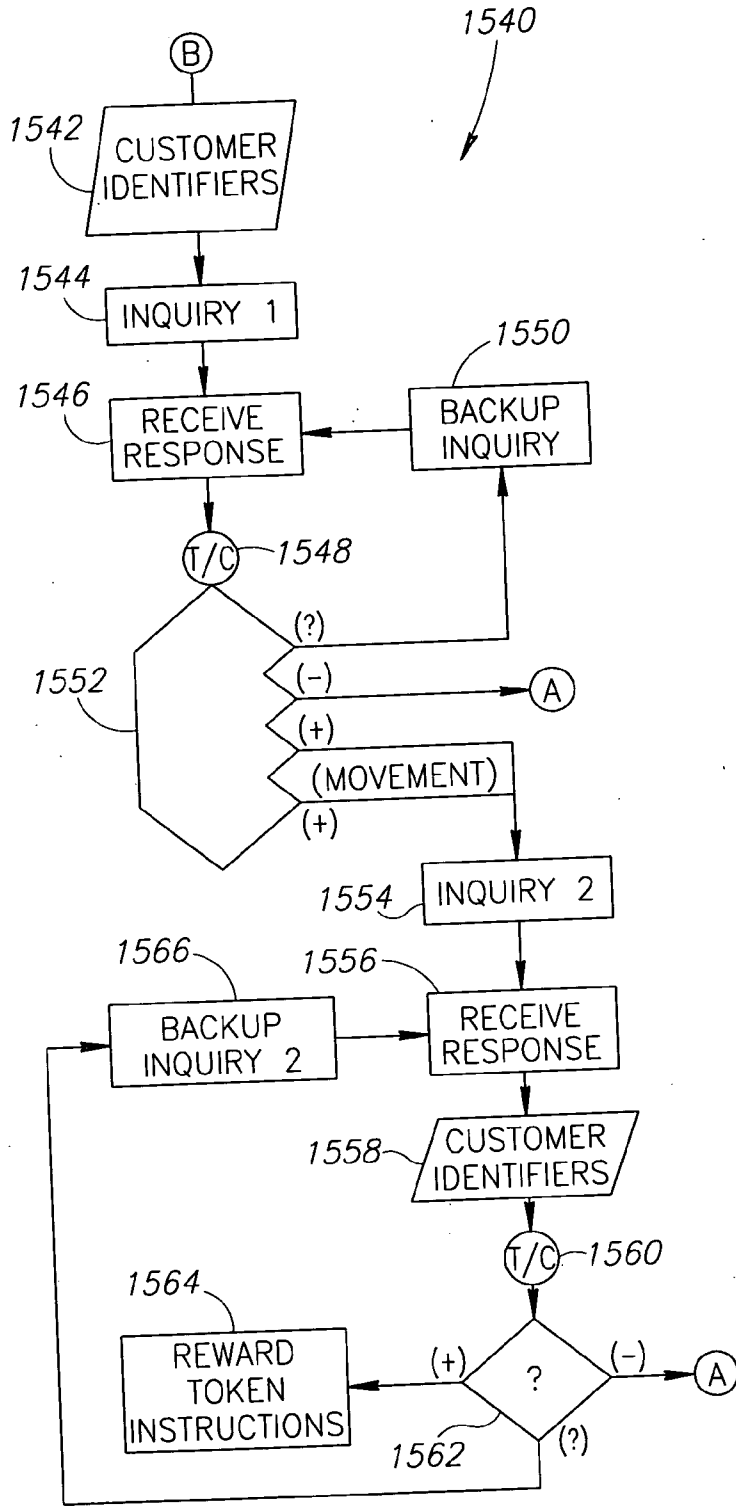 1540
B
1542
CUSTOMER
IDENTIFIERS
1544
INQUIRY 1
1550
1546
RECEIVE
RESPONSE
BACKUP
INQUIRY
T/C
1548
(?)
1552
(-)
A
(+)
(MOVEMENT)
(+)
1554
INQUIRY 2
1566
1556
BACKUP
INQUIRY 2
RECEIVE
RESPONSE
1558
CUSTOMER
IDENTIFIERS
T/C
1560
1564
REWARD
TOKEN
INSTRUCTIONS
(+)
?
(-)
A
1562
(?)